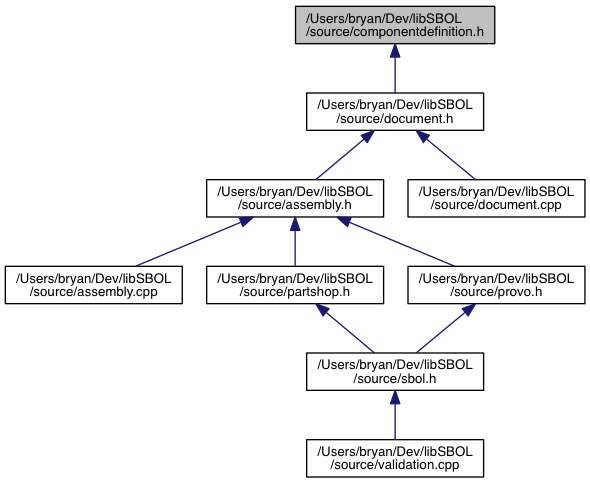 /Users/bryan/Dev/libSBOL
/source/componentdefinition.h
/Users/bryan/Dev/libSBOL
/source/document.h
/Users/bryan/Dev/libSBOL
/source/assembly.h
/Users/bryan/Dev/libSBOL
/source/document.cpp
/Users/bryan/Dev/libSBOL
/source/assembly.cpp
/Users/bryan/Dev/libSBOL
/source/partshop.h
/Users/bryan/Dev/libSBOL
/source/provo.h
/Users/bryan/Dev/libSBOL
/source/sbol.h
/Users/bryan/Dev/libSBOL
/source/validation.cpp